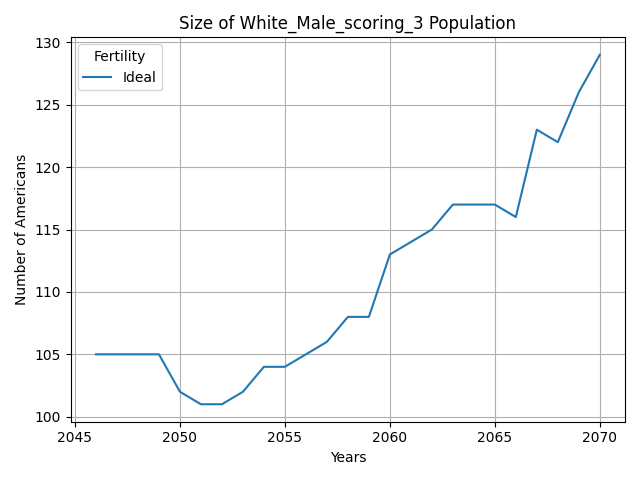 Size of White_Male_scoring_3 Population
Fertility
Ideal
Number of Americans
130
125
120
115
110
105
100
2045
2050
2055
2060
2065
2070
Years